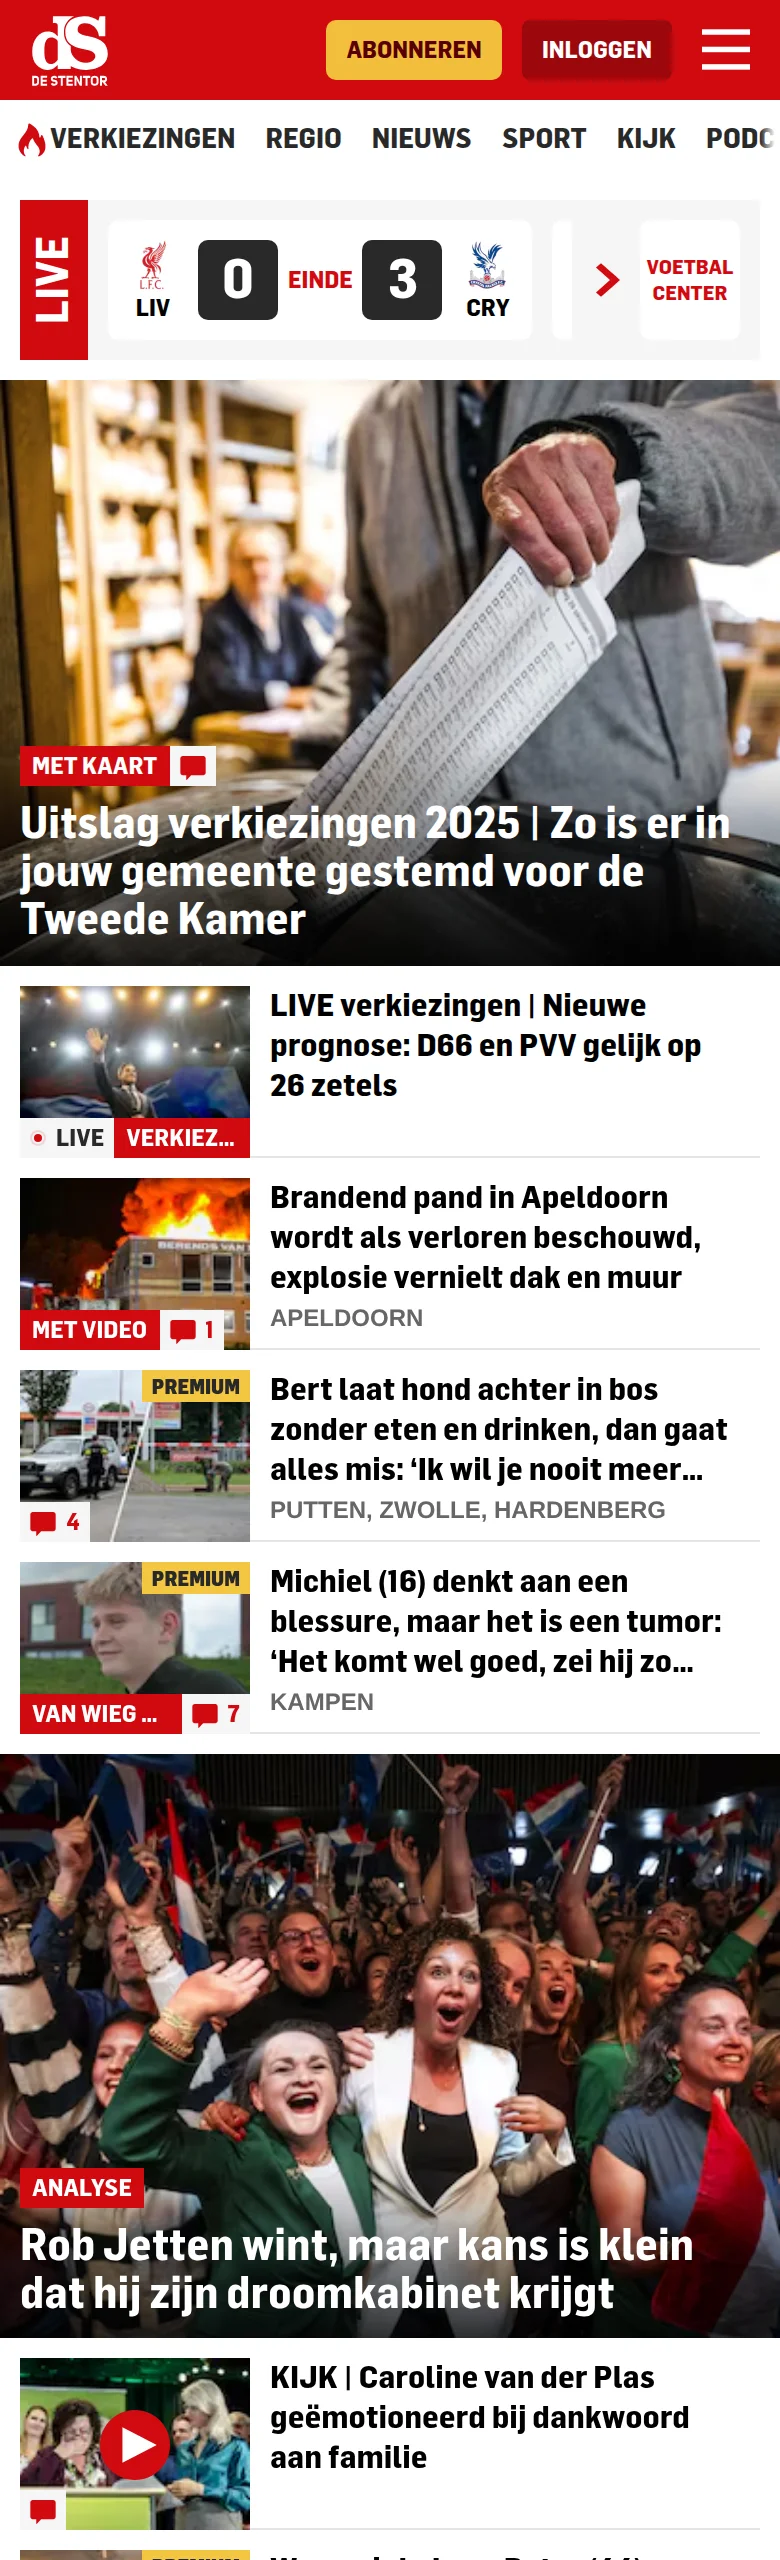 dS
DE STENTOR
ABONNEREN
INLOGGEN
VERKIEZINGEN REGIO NIEUWS SPORT KIJK PODC
LIVE
L.F.C.
LIV
0
EINDE
3
CRY
VOETBAL
CENTER
MET KAART
Uitslag verkiezingen 2025 | Zo is er in
jouw gemeente gestemd voor de
Tweede Kamer
LIVE verkiezingen | Nieuwe
prognose: D66 en PVV gelijk op
26 zetels
LIVE VERKIEZ...
Brandend pand in Apeldoorn
wordt als verloren beschouwd,
explosie vernielt dak en muur
APELDOORN
BERENDS VAN
MET VIDEO 1
PREMIUM
Bert laat hond achter in bos
zonder eten en drinken, dan gaat
alles mis: ‘Ik wil je nooit meer...
PUTTEN, ZWOLLE, HARDENBERG
4
PREMIUM
Michiel (16) denkt aan een
blessure, maar het is een tumor:
‘Het komt wel goed, zei hij zo...
KAMPEN
VAN WIEG ... 7
ANALYSE
Rob Jetten wint, maar kans is klein
dat hij zijn droomkabinet krijgt
KIJK | Caroline van der Plas
geëmotioneerd bij dankwoord
aan familie